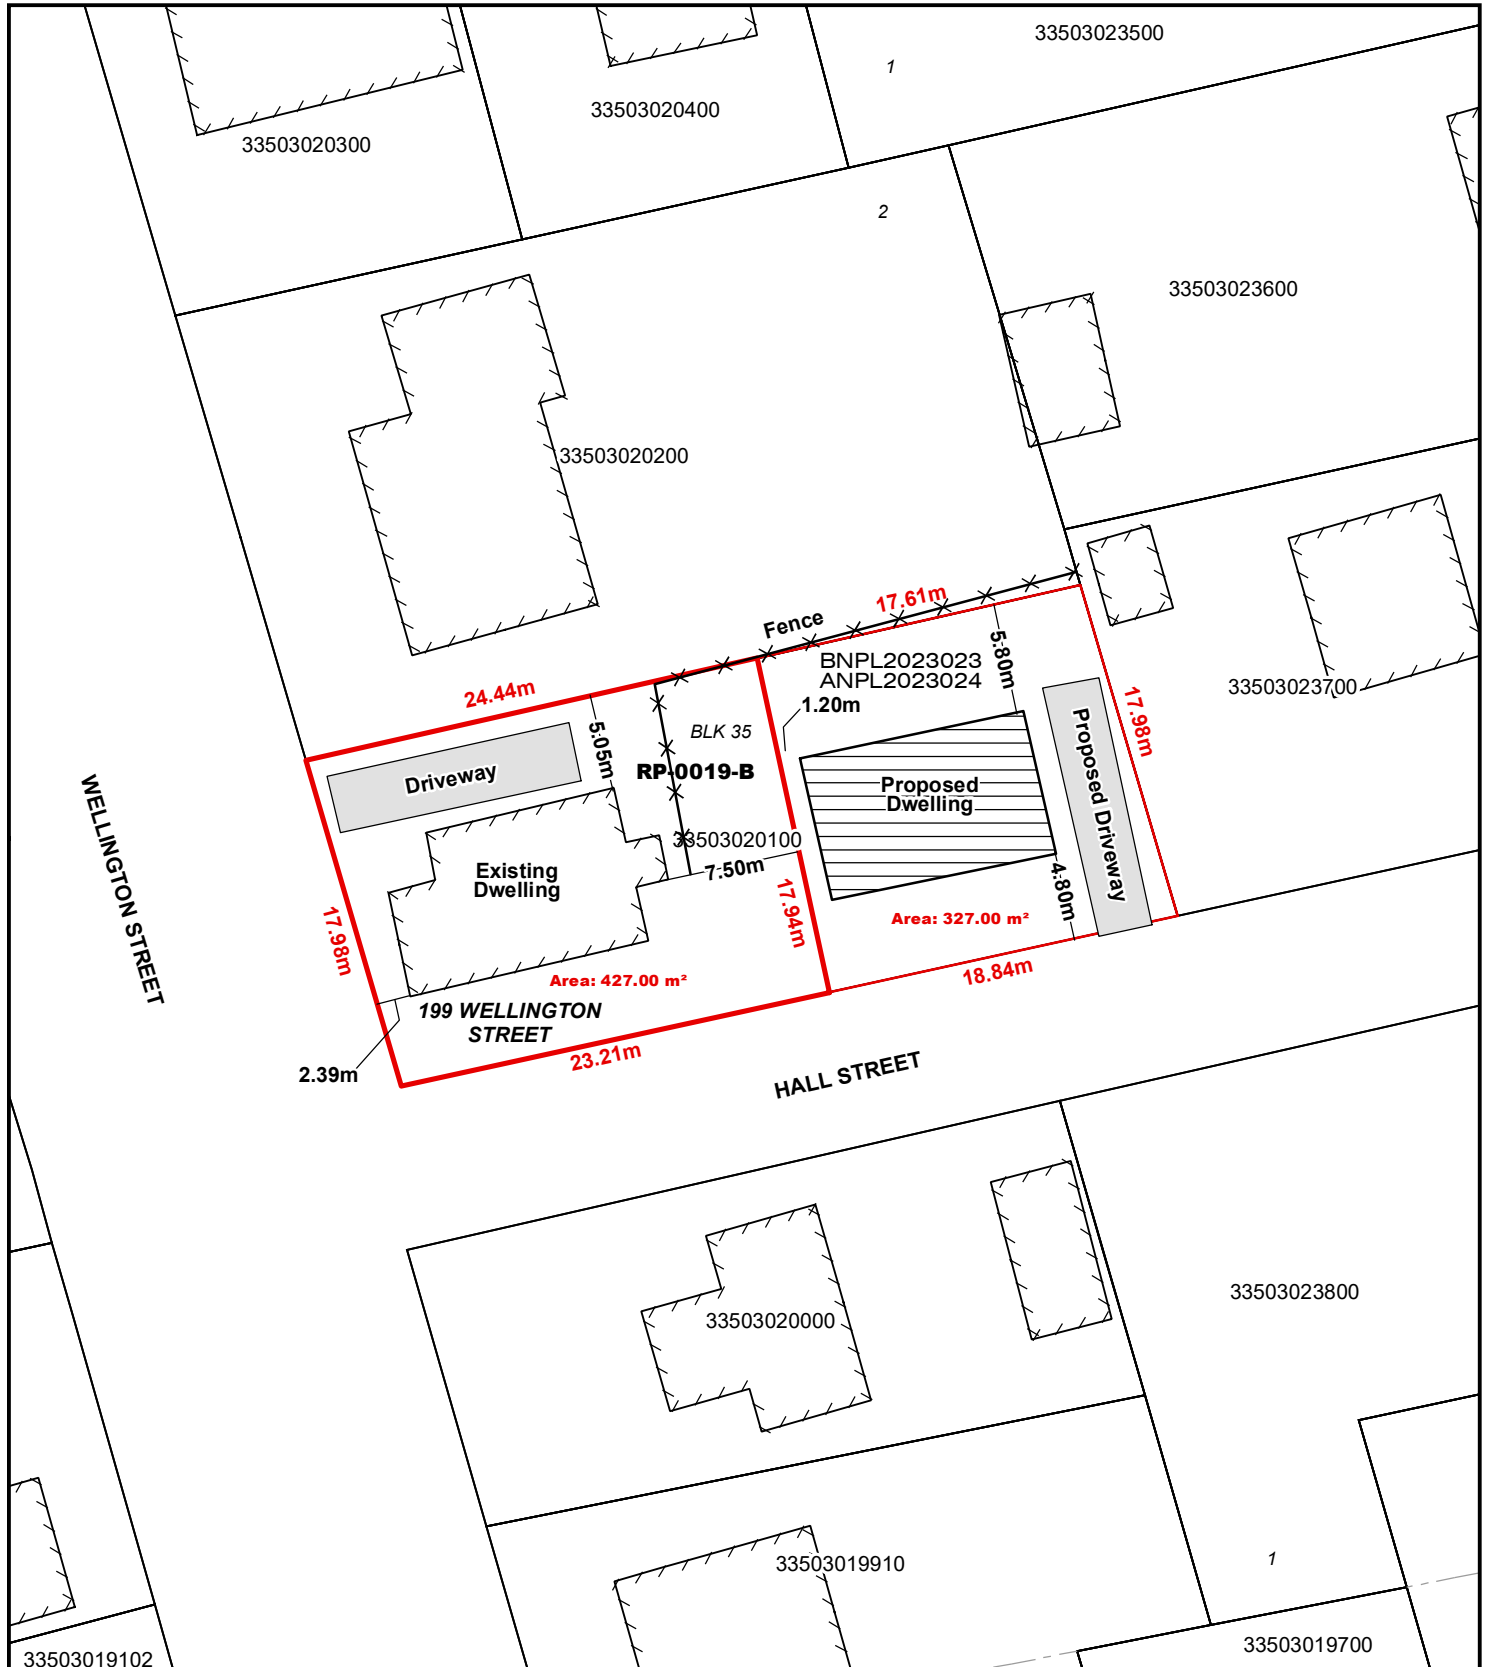 33503023500
1
33503020400
33503020300
2
33503023600
33503020200
17.61m
Fence
BNPL2023023
ANPL2023024
5.80m
33503023700
24.44m
1.20m
17.98m
BLK 35
5.05m
RP-0019-B
Driveway
Proposed
Dwelling
Proposed Driveway
WELLINGTON STREET
33503020100
7.50m
Existing
Dwelling
4.80m
17.94m
Area: 327.00 m²
17.98m
18.84m
Area: 427.00 m²
199 WELLINGTON
STREET
23.21m
2.39m
HALL STREET
33503023800
33503020000
33503019910
1
33503019700
33503019102